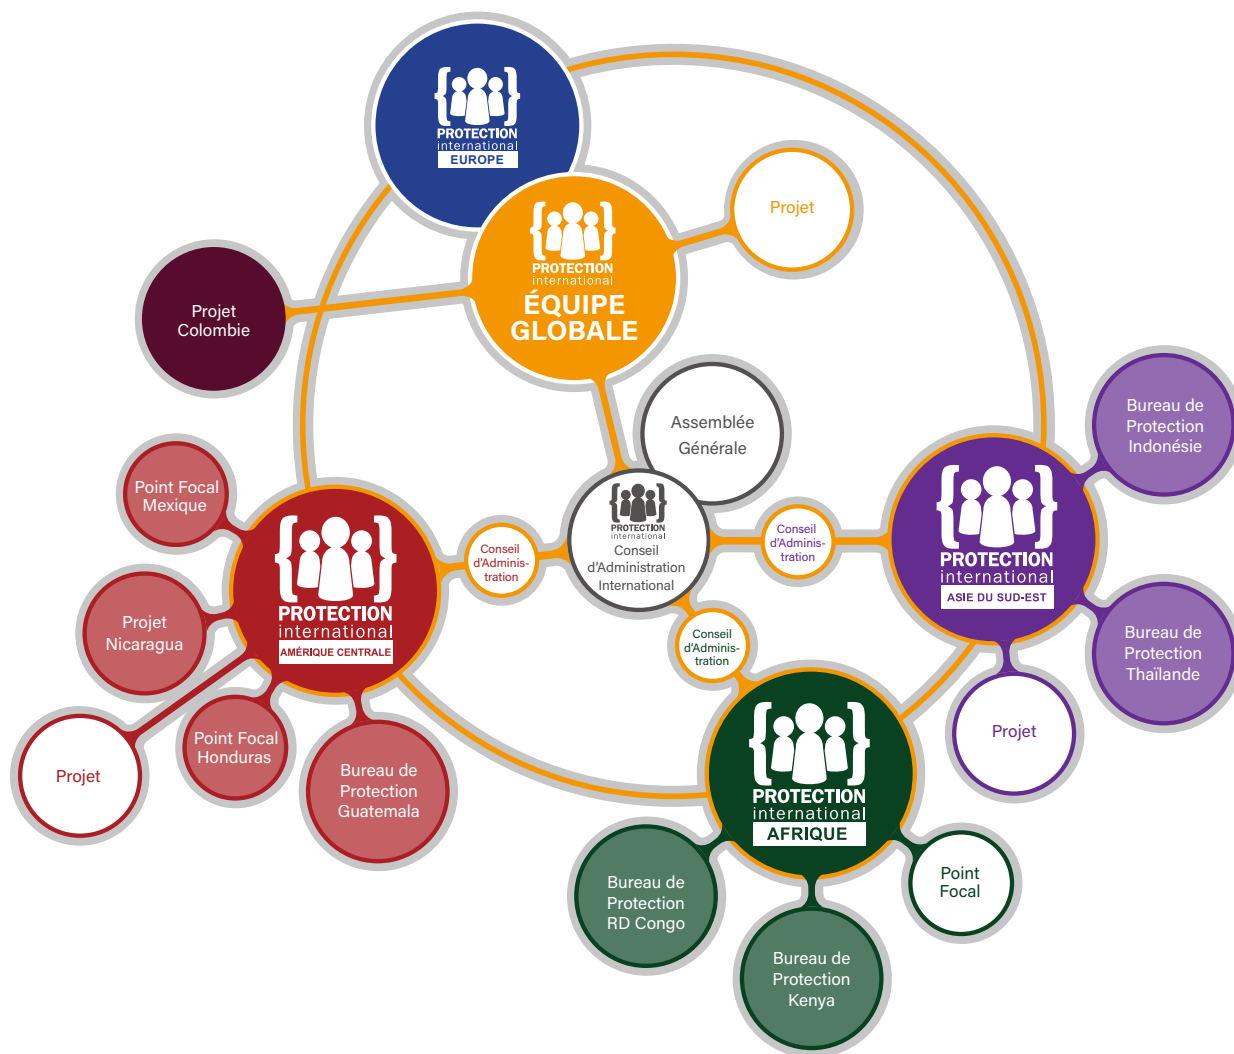 PROTECTION
international
EUROPE
Projet
PROTECTION
international
ÉQUIPE
GLOBALE
Projet
Colombie
Assemblée
Générale
Bureau de
Protection
Indonésie
Point Focal
Mexique
PROTECTION
international
AMÉRIQUE CENTRALE
Conseil
d'Adminis-
tration
PROTECTION
international
Conseil
d'Administration
International
Conseil
d'Adminis-
tration
PROTECTION
international
ASIE DU SUD-EST
Projet
Nicaragua
Conseil
d'Adminis-
tration
Bureau de
Protection
Thaïlande
Projet
Point Focal
Honduras
Bureau de
Protection
Guatemala
PROTECTION
international
AFRIQUE
Projet
Bureau de
Protection
RD Congo
Bureau de
Protection
Kenya
Point
Focal